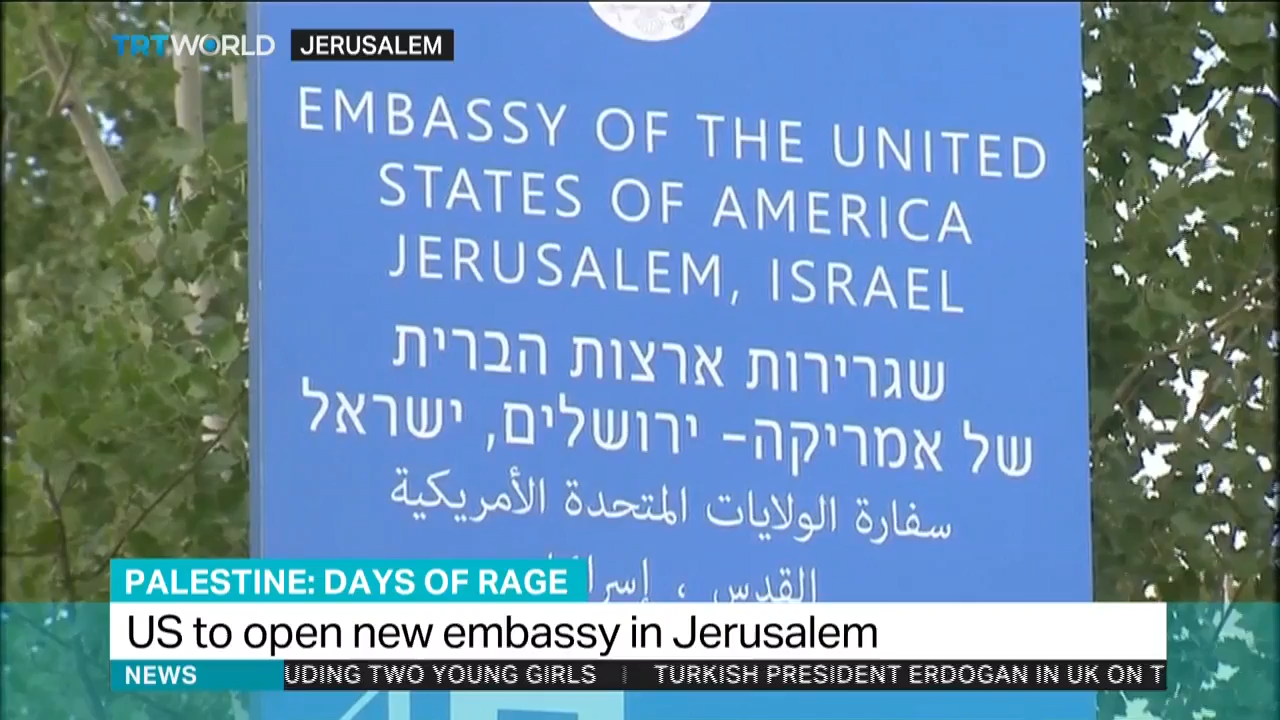 TRT WORLD
JERUSALEM
EMBASSY OF THE UNITED
STATES OF AMERICA
JERUSALEM, ISRAEL
שגרירות ארצות הברית
של אמריקה- ירושלים, ישראל
سفارة الولايات المتحدة الأمريكية
القدس ،
PALESTINE: DAYS OF RAGE
US to open new embassy in Jerusalem
NEWS
UDING TWO YOUNG GIRLS | TURKISH PRESIDENT ERDOGAN IN UK ON T